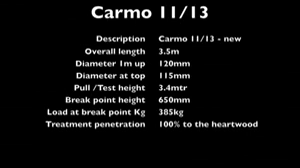 Carmo 11/13
Description Carmo 11/13 - new
Overall length 3.5m
Diameter 1m up 120mm
Diameter at top 115mm
Pull /Test height 3.4mtr
Break point height 650mm
Load at break point Kg 385kg
Treatment penetration 100% to the heartwood